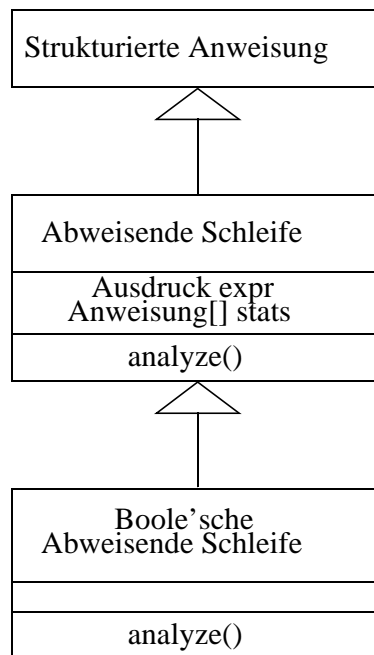 Strukturierte Anweisung
Abweisende Schleife
Ausdruck expr
Anweisung[] stats
analyze()
Boole’sche
Abweisende Schleife
analyze()